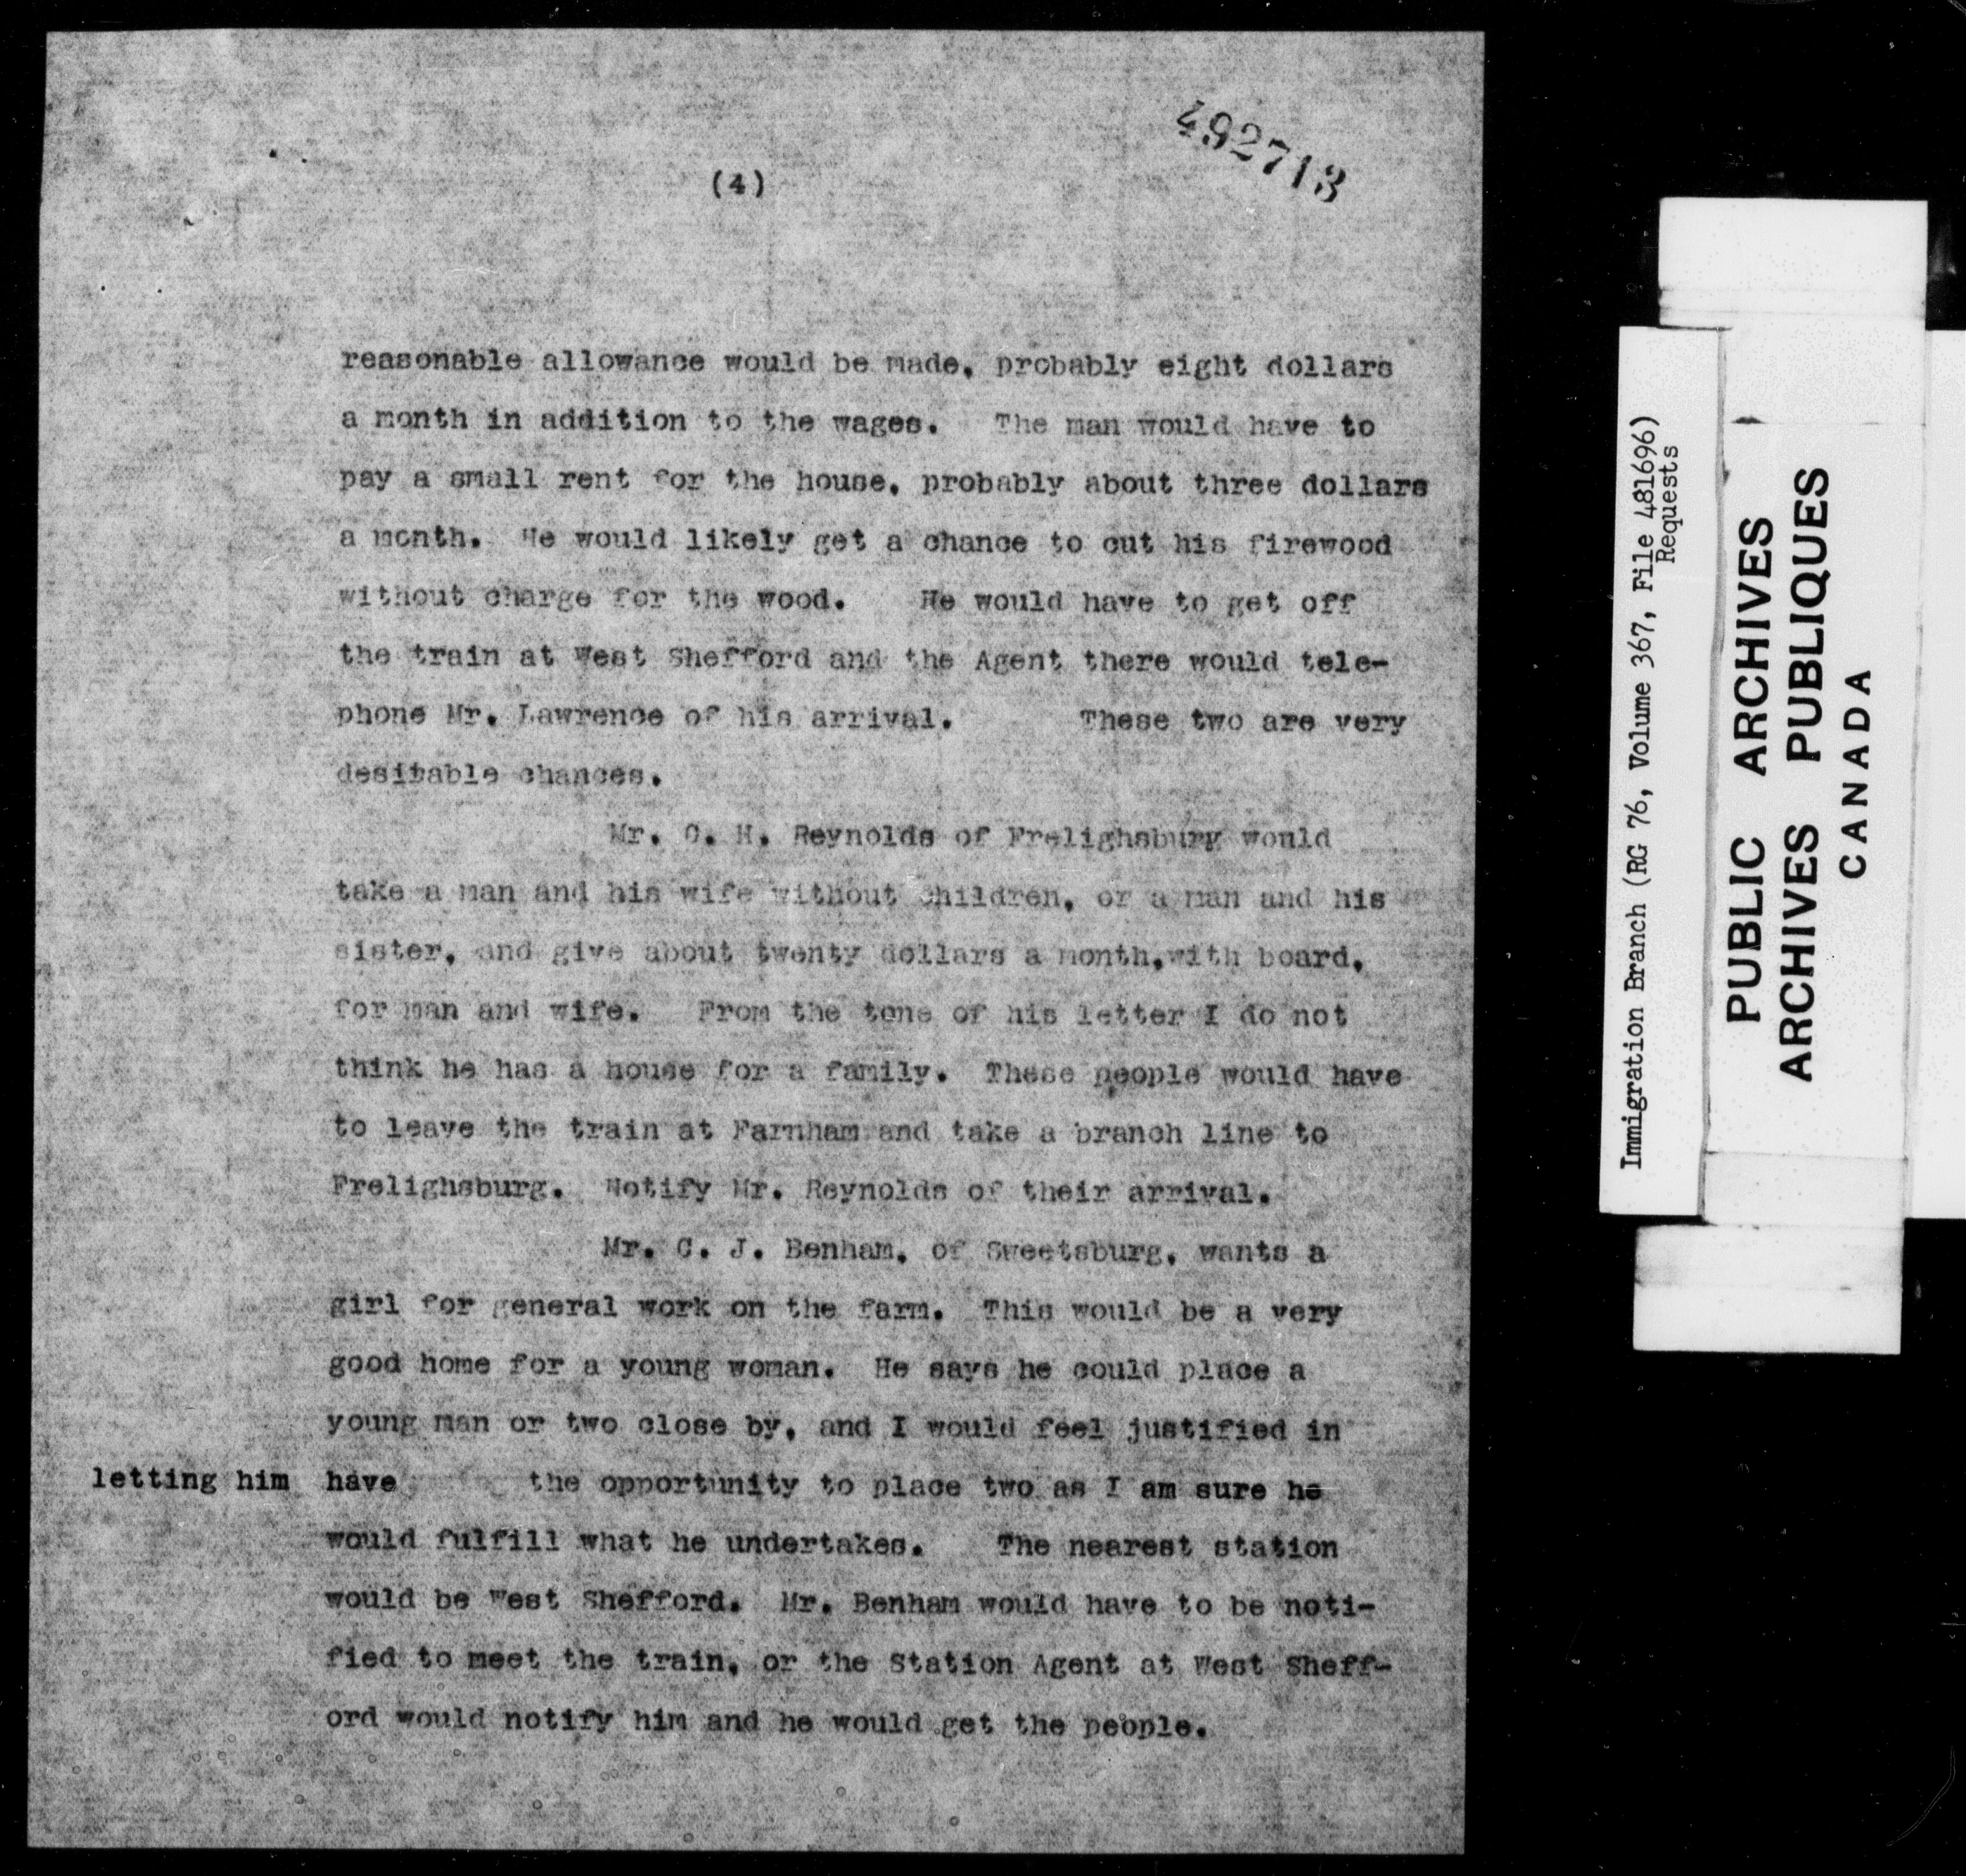 492713
(4)
reasonable allowance would be made, probably eight dollars
a month in addition to the wages. The man would have to
pay a small rent for the house, probably about three dollars
a month. He would likely get a chance to cut his firewood
without charge for the wood. He would have to get off
the train at West Shefford and the Agent there would tele-
phone Mr. Lawrence of his arrival. These two are very
desirable chances.
Mr. O. H. Reynolds of Frelighsburg would
take a man and his wife without children, or a man and his
sister, and give about twenty dollars a month, with board,
for man and wife. From the tone of his letter I do not
think he has a house for a family. These people would have
to leave the train at Farnham and take a branch line to
Frelighsburg. Notify Mr. Reynolds of their arrival.
Mr. C. J. Benham, of Sweetsburg, wants a
girl for general work on the farm. This would be a very
good home for a young woman. He says he could place a
young man or two close by, and I would feel justified in
letting him have the opportunity to place two as I am sure he
would fulfill what he undertakes. The nearest station
would be West Shefford. Mr. Benham would have to be noti-
fied to meet the train, or the Station Agent at West Sheff-
ord would notify him and he would get the people.
Immigration Branch (RG 76, Volume 367, File 481696)
Requests
PUBLIC ARCHIVES
ARCHIVES PUBLIQUES
CANADA